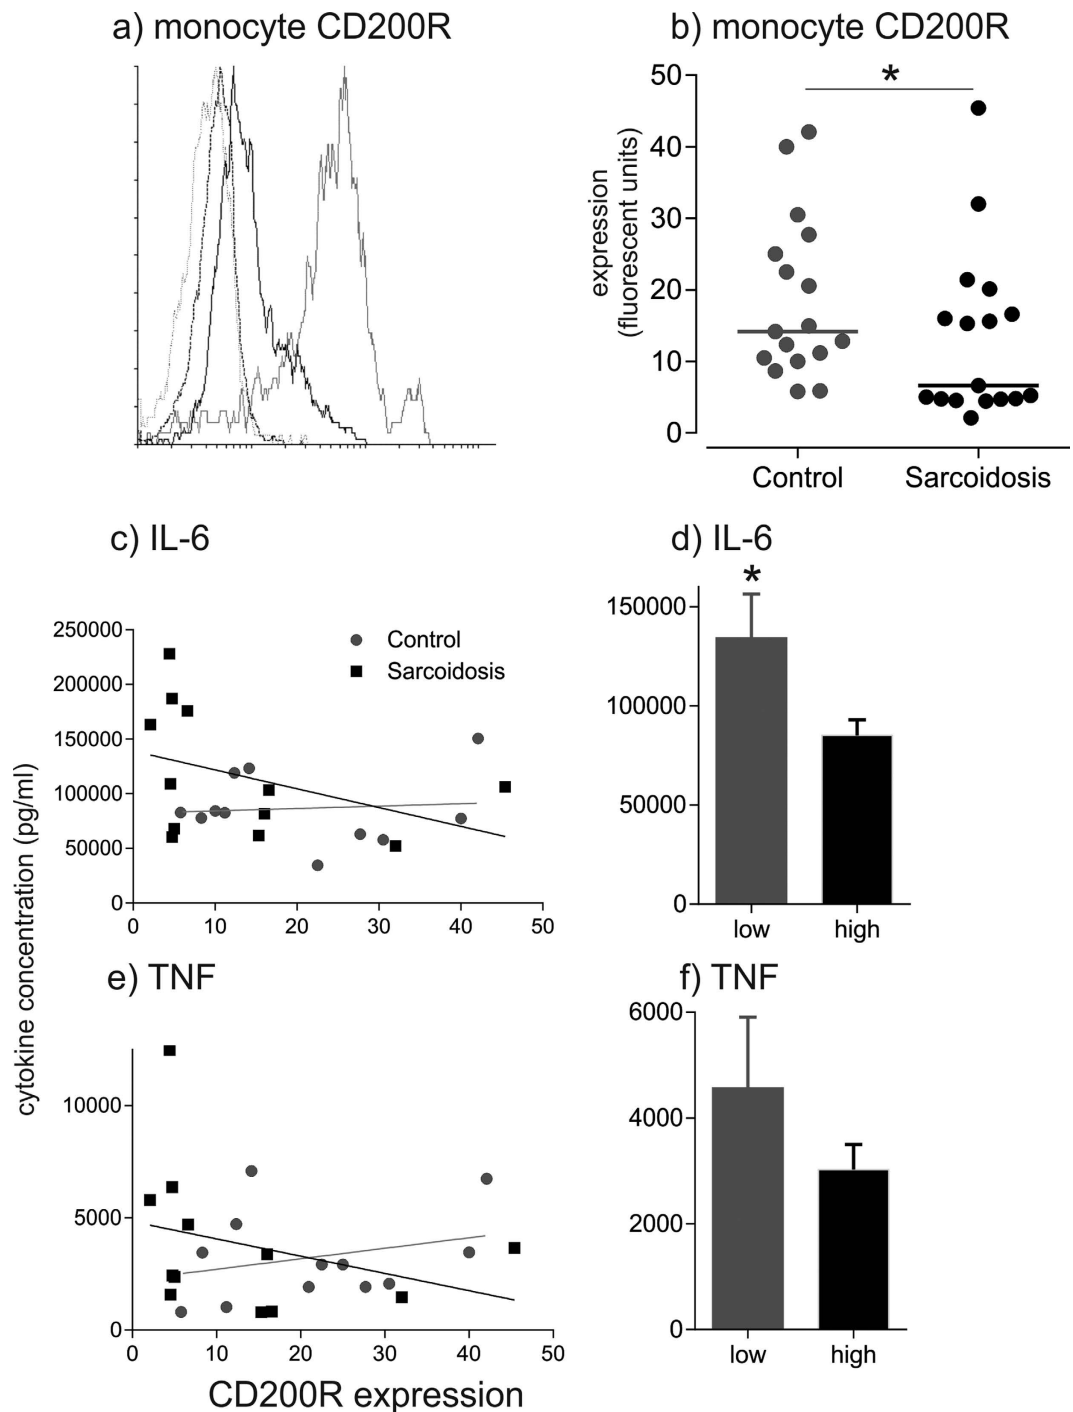 a) monocyte CD200R
b) monocyte CD200R
*
50
40
30
20
10
0
expression
(fluorescent units)
Control
Sarcoidosis
c) IL-6
250000
200000
150000
100000
50000
0
0 10 20 30 40 50
Control
Sarcoidosis
d) IL-6
*
150000
100000
50000
0
low high
cytokine concentration (pg/ml)
e) TNF
10000
5000
0
0 10 20 30 40 50
CD200R expression
f) TNF
6000
4000
2000
0
low high